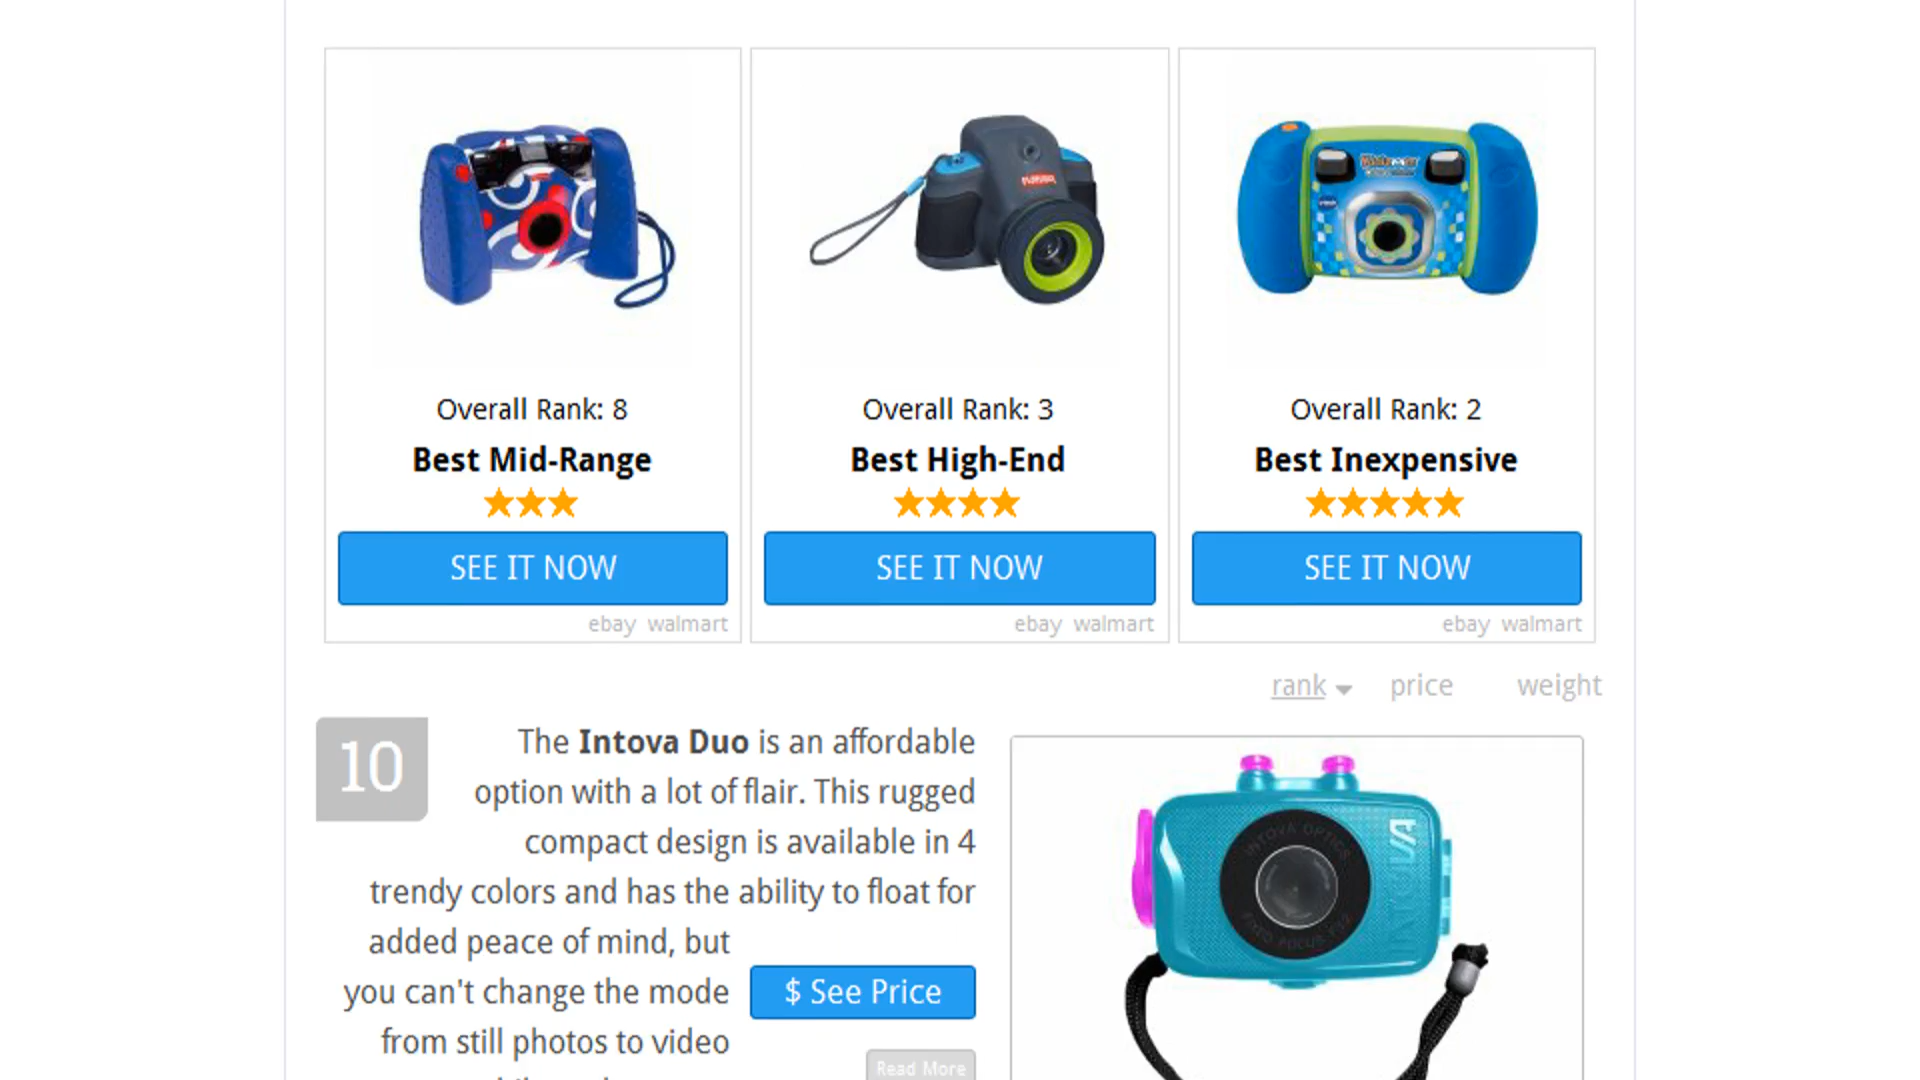 PLAYSKOOL
Overall Rank: 8
Best Mid-Range
SEE IT NOW
ebay walmart
Overall Rank: 3
Best High-End
SEE IT NOW
ebay walmart
vtech
Overall Rank: 2
Best Inexpensive
SEE IT NOW
ebay walmart
rank
price
weight
10
The Intova Duo is an affordable
option with a lot of flair. This rugged
compact design is available in 4
trendy colors and has the ability to float for
added peace of mind, but
you can't change the mode
from still photos to video
$ See Price
Read More
INTOVA OPTICS
INTOVA